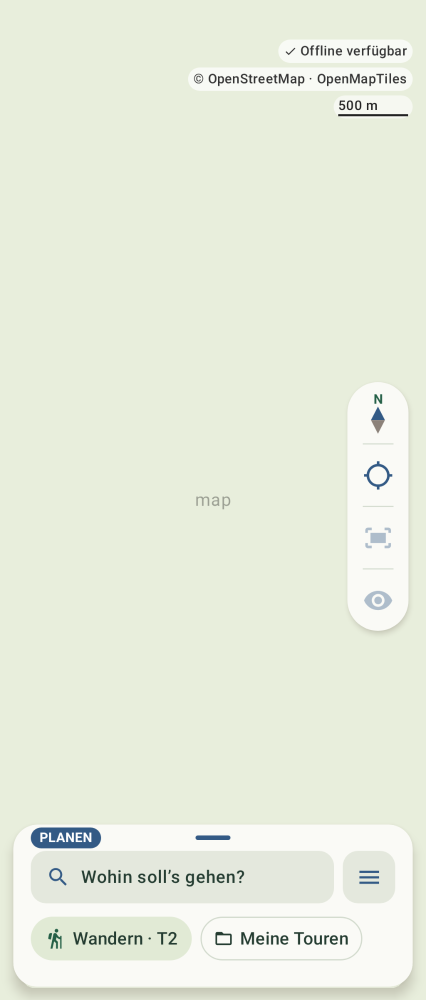 Offline verfügbar
© OpenStreetMap · OpenMapTiles
500 m
N
map
PLANEN
Wohin soll’s gehen?
Wandern · T2
Meine Touren